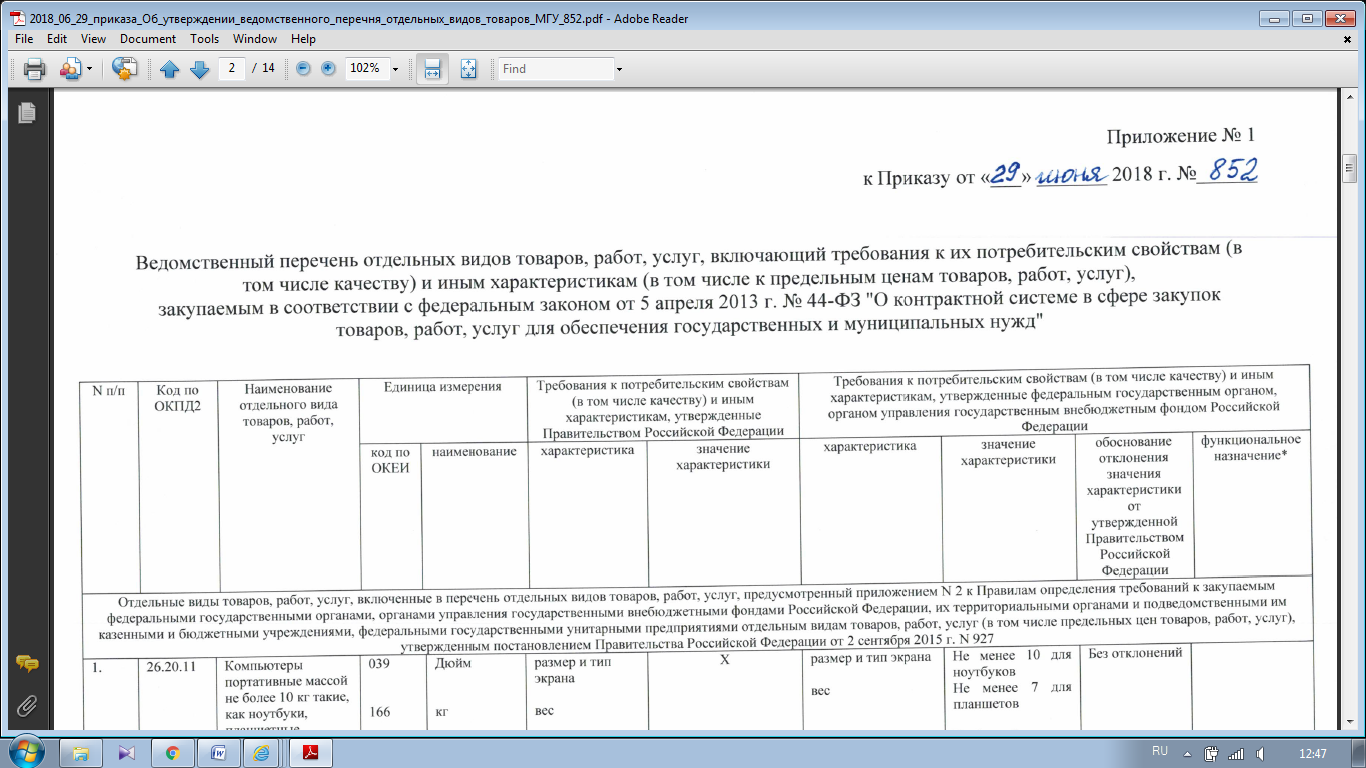 2018_06_29_приказа_Об_утверждении_ведомственного_перечня_отдельных_видов_товаров_МГУ_852.pdf - Adobe Reader
File Edit View Document Tools Window Help
2 / 14 102% Find
Приложение № 1
к Приказу от «29» июня 2018 г. № 852
Ведомственный перечень отдельных видов товаров, работ, услуг, включающий требования к их потребительским свойствам (в
том числе качеству) и иным характеристикам (в том числе к предельным ценам товаров, работ, услуг),
закупаемым в соответствии с федеральным законом от 5 апреля 2013 г. № 44-ФЗ "О контрактной системе в сфере закупок
товаров, работ, услуг для обеспечения государственных и муниципальных нужд"
N п/п
Код по
ОКПД2
Наименование
отдельного вида
товаров, работ,
услуг
Единица измерения
Требования к потребительским свойствам
(в том числе качеству) и иным
характеристикам, утвержденные
Правительством Российской Федерации
Требования к потребительским свойствам (в том числе качеству) и иным
характеристикам, утвержденные федеральным государственным органом,
органом управления государственным внебюджетным фондом Российской
Федерации
код по
ОКЕИ
наименование
характеристика
значение
характеристики
характеристика
значение
характеристики
обоснование
отклонения
значения
характеристики
от
утвержденной
Правительством
Российской
Федерации
функциональное
назначение*
Отдельные виды товаров, работ, услуг, включенные в перечень отдельных видов товаров, работ, услуг, предусмотренный приложением N 2 к Правилам определения требований к закупаемым
федеральными государственными органами, органами управления государственными внебюджетными фондами Российской Федерации, их территориальными органами и подведомственными им
казенными и бюджетными учреждениями, федеральными государственными унитарными предприятиями отдельным видам товаров, работ, услуг (в том числе предельных цен товаров, работ, услуг),
утвержденным постановлением Правительства Российской Федерации от 2 сентября 2015 г. N 927
1.
26.20.11
Компьютеры
портативные массой
не более 10 кг такие,
как ноутбуки,
планшетные
039
166
Дюйм
кг
размер и тип
экрана
вес
X
размер и тип экрана
вес
Не менее 10 для
ноутбуков
Не менее 7 для
планшетов
Без отклонений
RU 12:47